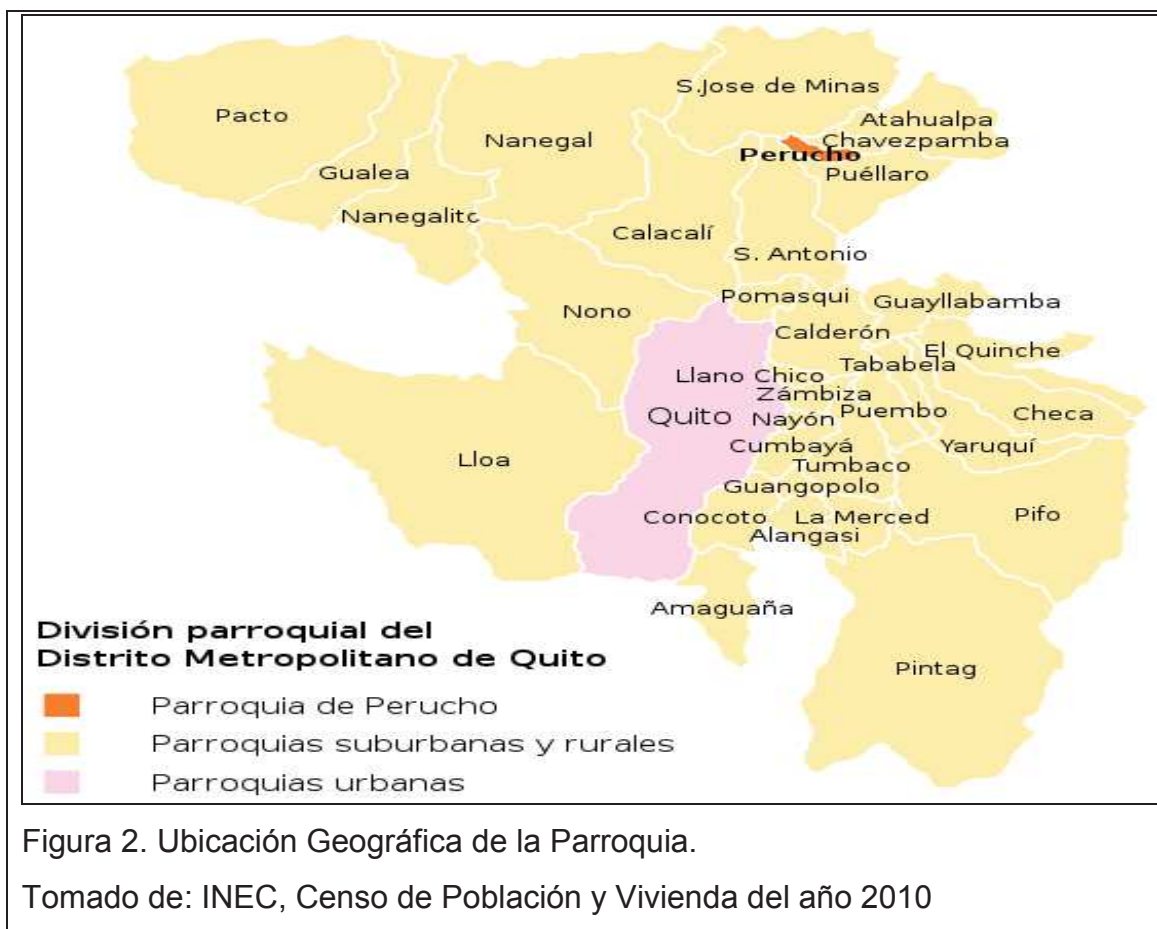 S.Jose de Minas
Pacto
Atahualpa
Nanegal
Chavezpamba
Perucho
Gualea
Puéllaro
Nanegalito
Calacalí
S. Antonio
Pomasqui
Guayllabamba
Nono
Calderón
El Quinche
Tababela
Llano Chico
Zámbiza
Quito
Nayón
Puembo
Checa
Cumbayá
Yaruquí
Lloa
Tumbaco
Guangopolo
Conocoto
La Merced
Pifo
Alangasi
Amaguaña
Pintag
División parroquial del
Distrito Metropolitano de Quito
Parroquia de Perucho
Parroquias suburbanas y rurales
Parroquias urbanas
Figura 2. Ubicación Geográfica de la Parroquia.
Tomado de: INEC, Censo de Población y Vivienda del año 2010